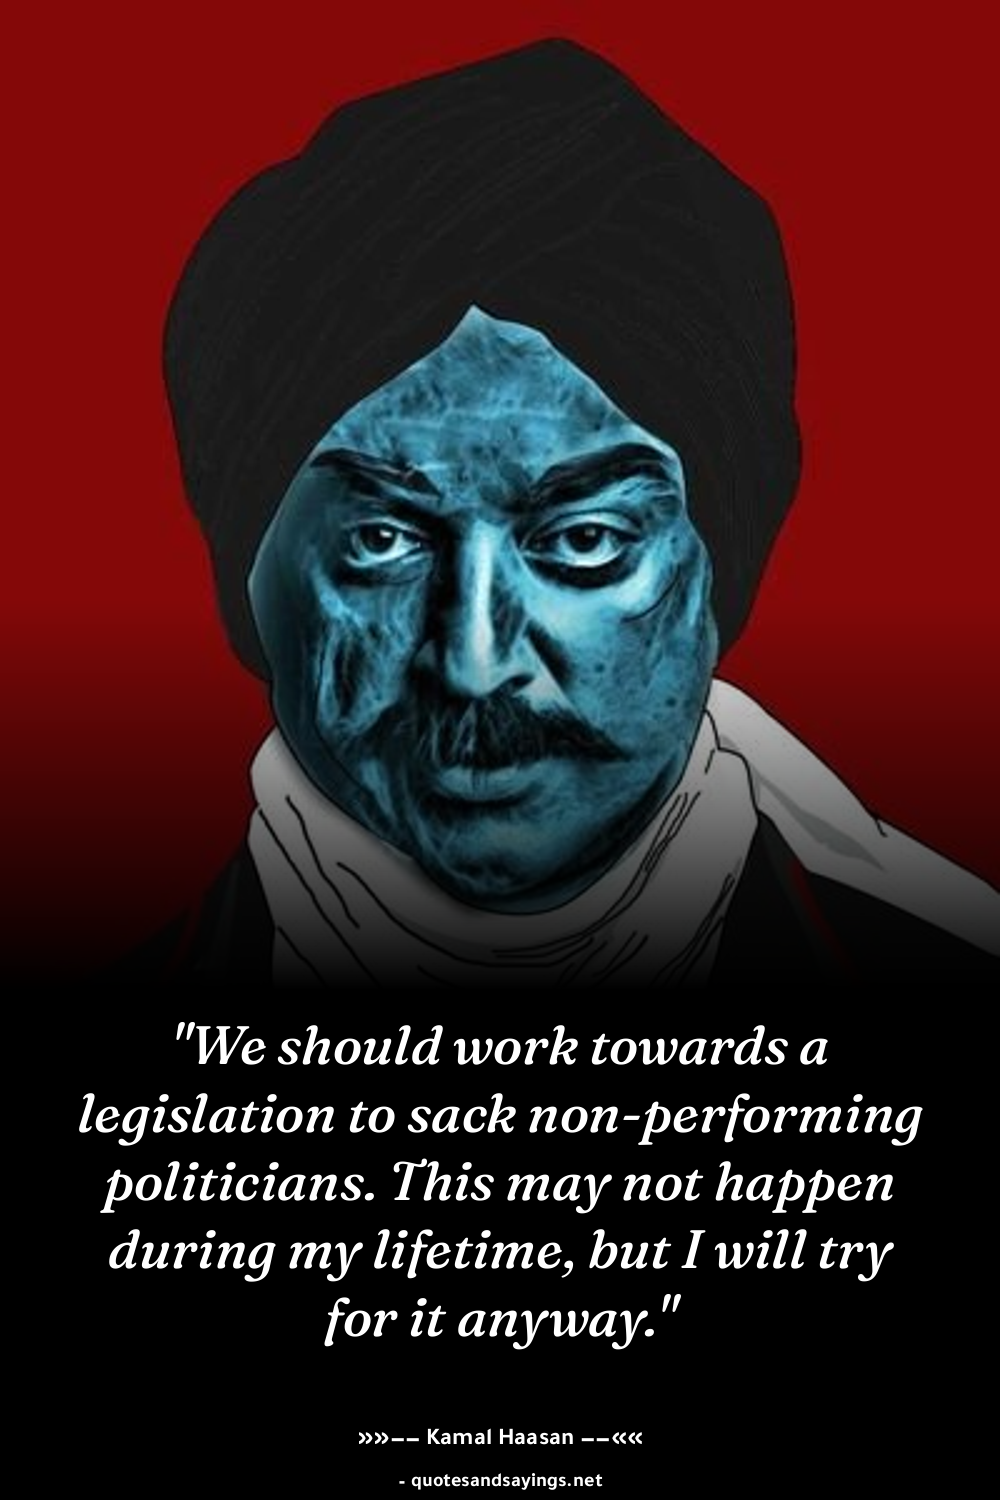 "We should work towards a
legislation to sack non-performing
politicians. This may not happen
during my lifetime, but I will try
for it anyway."
»»−− Kamal Haasan −−««
- quotesandsayings.net